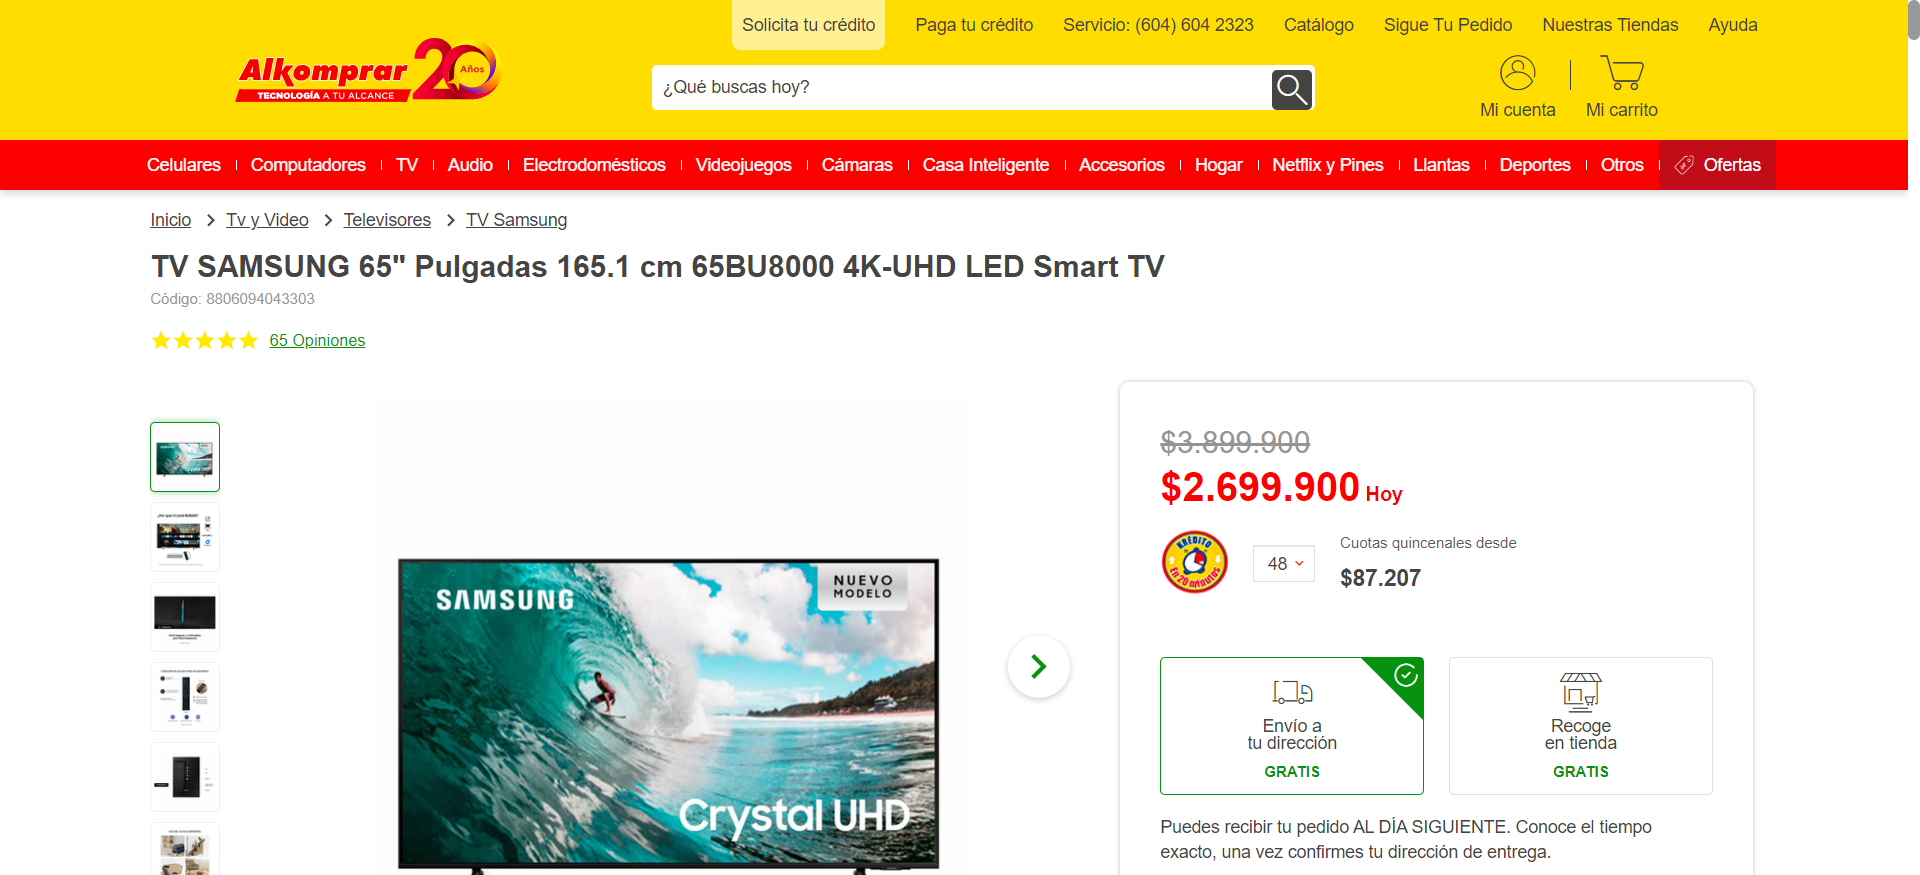 Solicita tu crédito
Paga tu crédito
Servicio: (604) 604 2323
Catálogo
Sigue Tu Pedido
Nuestras Tiendas
Ayuda
Alkomprar
TECNOLOGÍA A TU ALCANCE
20
Años
¿Qué buscas hoy?
Mi cuenta
Mi carrito
Celulares
Computadores
TV
Audio
Electrodomésticos
Videojuegos
Cámaras
Casa Inteligente
Accesorios
Hogar
Netflix y Pines
Llantas
Deportes
Otros
Ofertas
Inicio
Tv y Video
Televisores
TV Samsung
TV SAMSUNG 65" Pulgadas 165.1 cm 65BU8000 4K-UHD LED Smart TV
Código: 8806094043303
65 Opiniones
SAMSUNG
NUEVO
MODELO
Crystal UHD
$3.899.900
$2.699.900 Hoy
KREDITO
En 20 minutos
48
Cuotas quincenales desde
$87.207
Envío a
tu dirección
GRATIS
Recoge
en tienda
GRATIS
Puedes recibir tu pedido AL DÍA SIGUIENTE. Conoce el tiempo
exacto, una vez confirmes tu dirección de entrega.